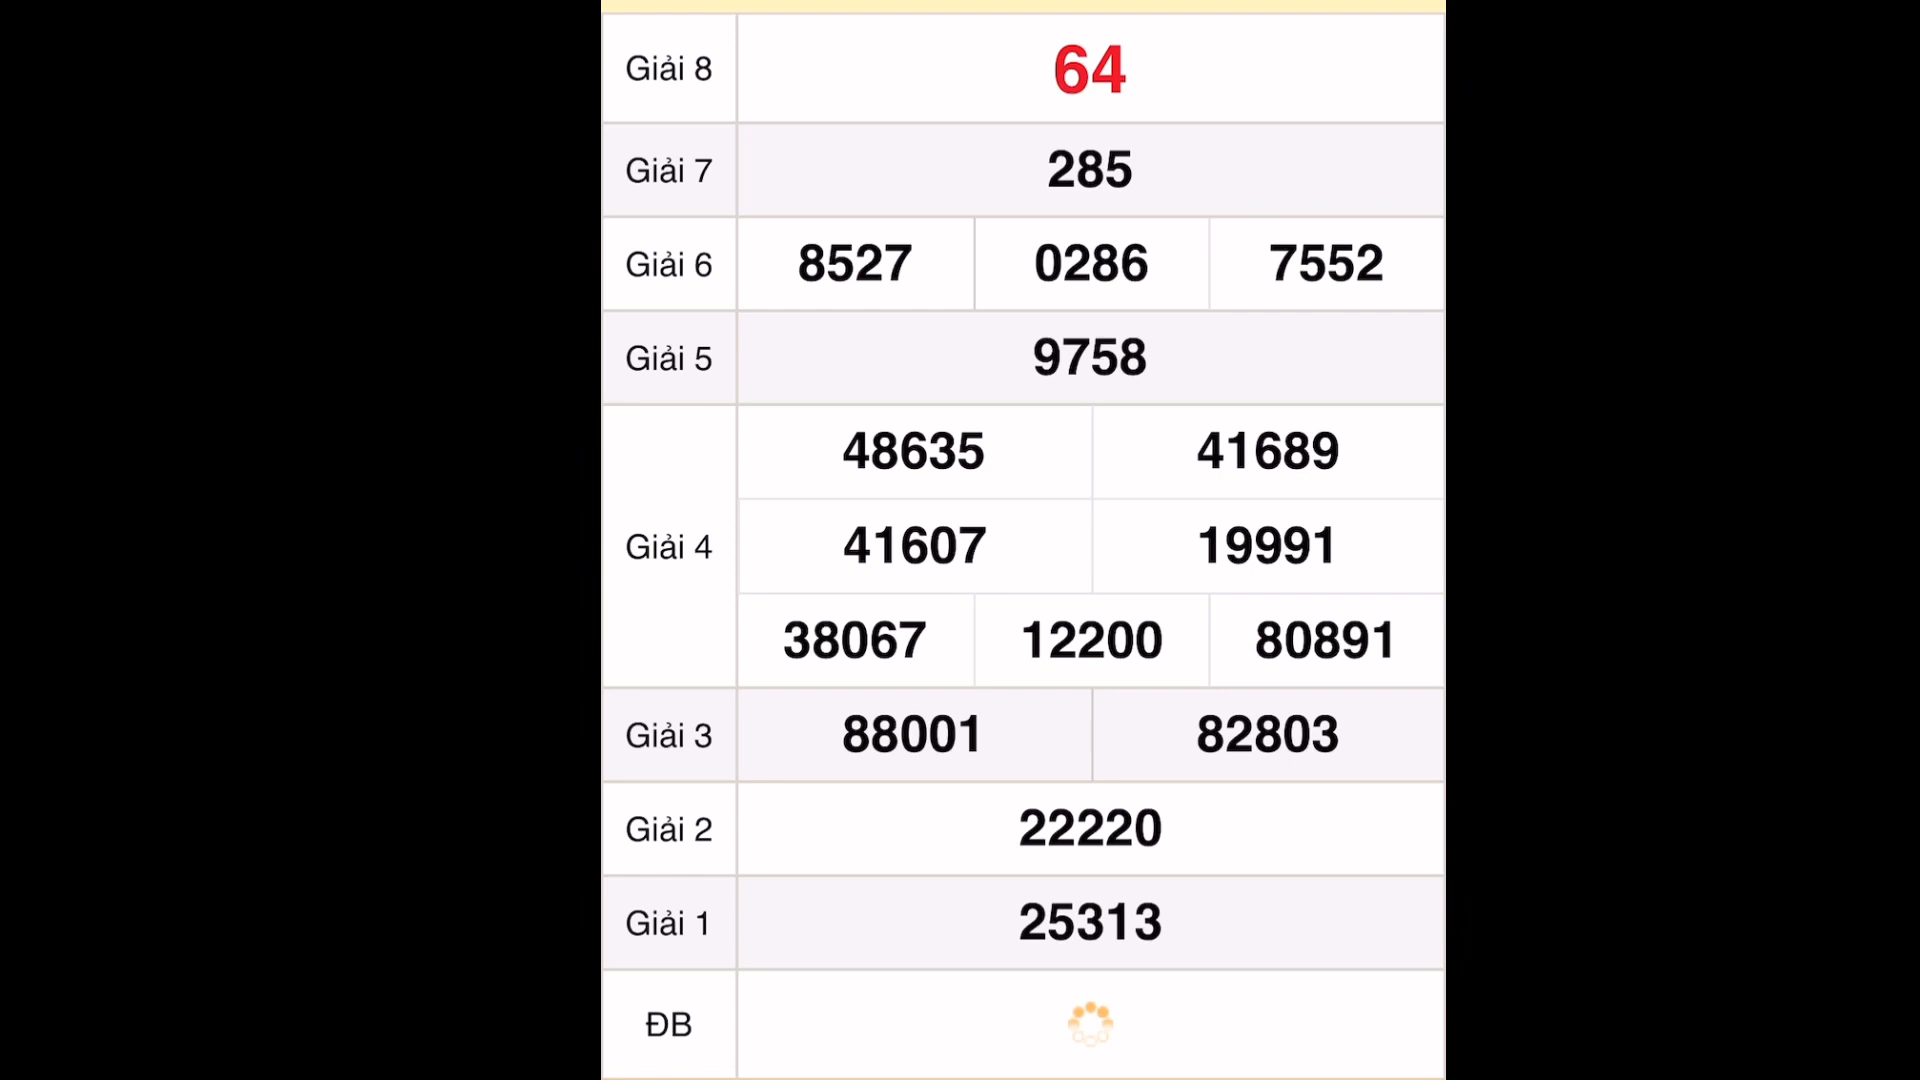 Giải 8 64
Giải 7 285
Giải 6 8527 0286 7552
Giải 5 9758
Giải 4 48635 41689
41607 19991
38067 12200 80891
Giải 3 88001 82803
Giải 2 22220
Giải 1 25313
ĐB